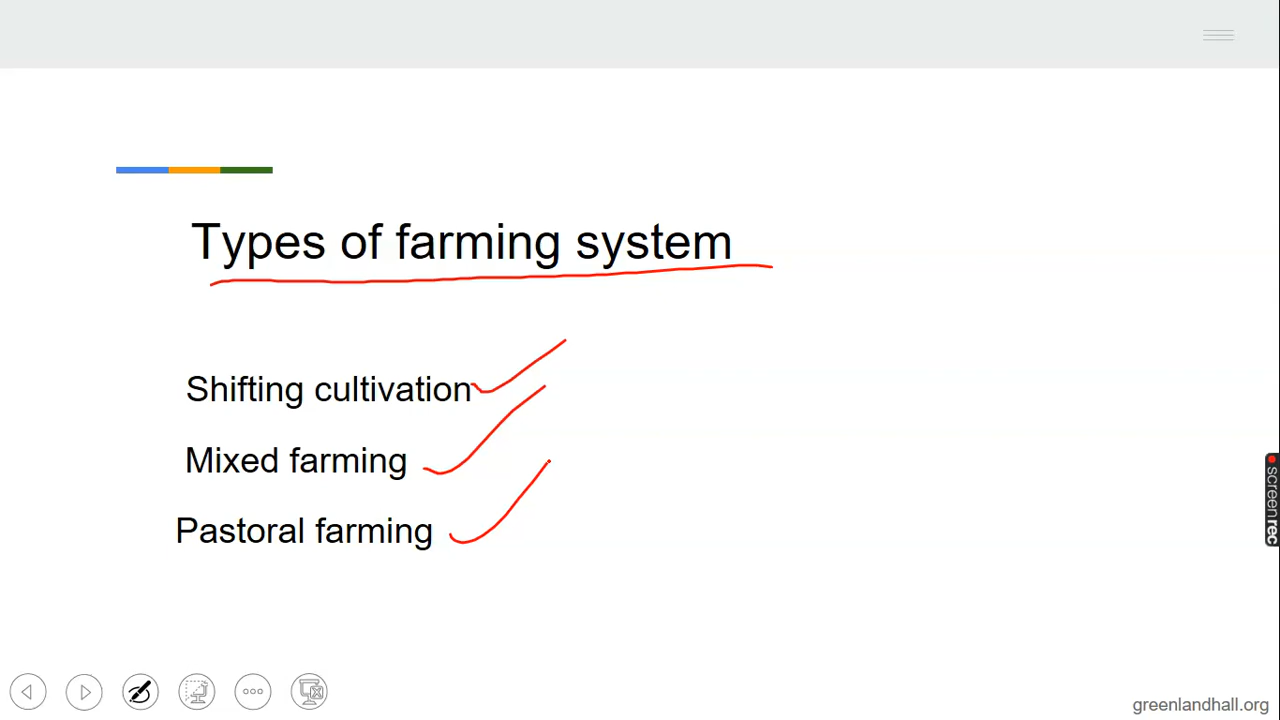 Types of farming system
Shifting cultivation
Mixed farming
Pastoral farming
screenrec
greenlandhall.org